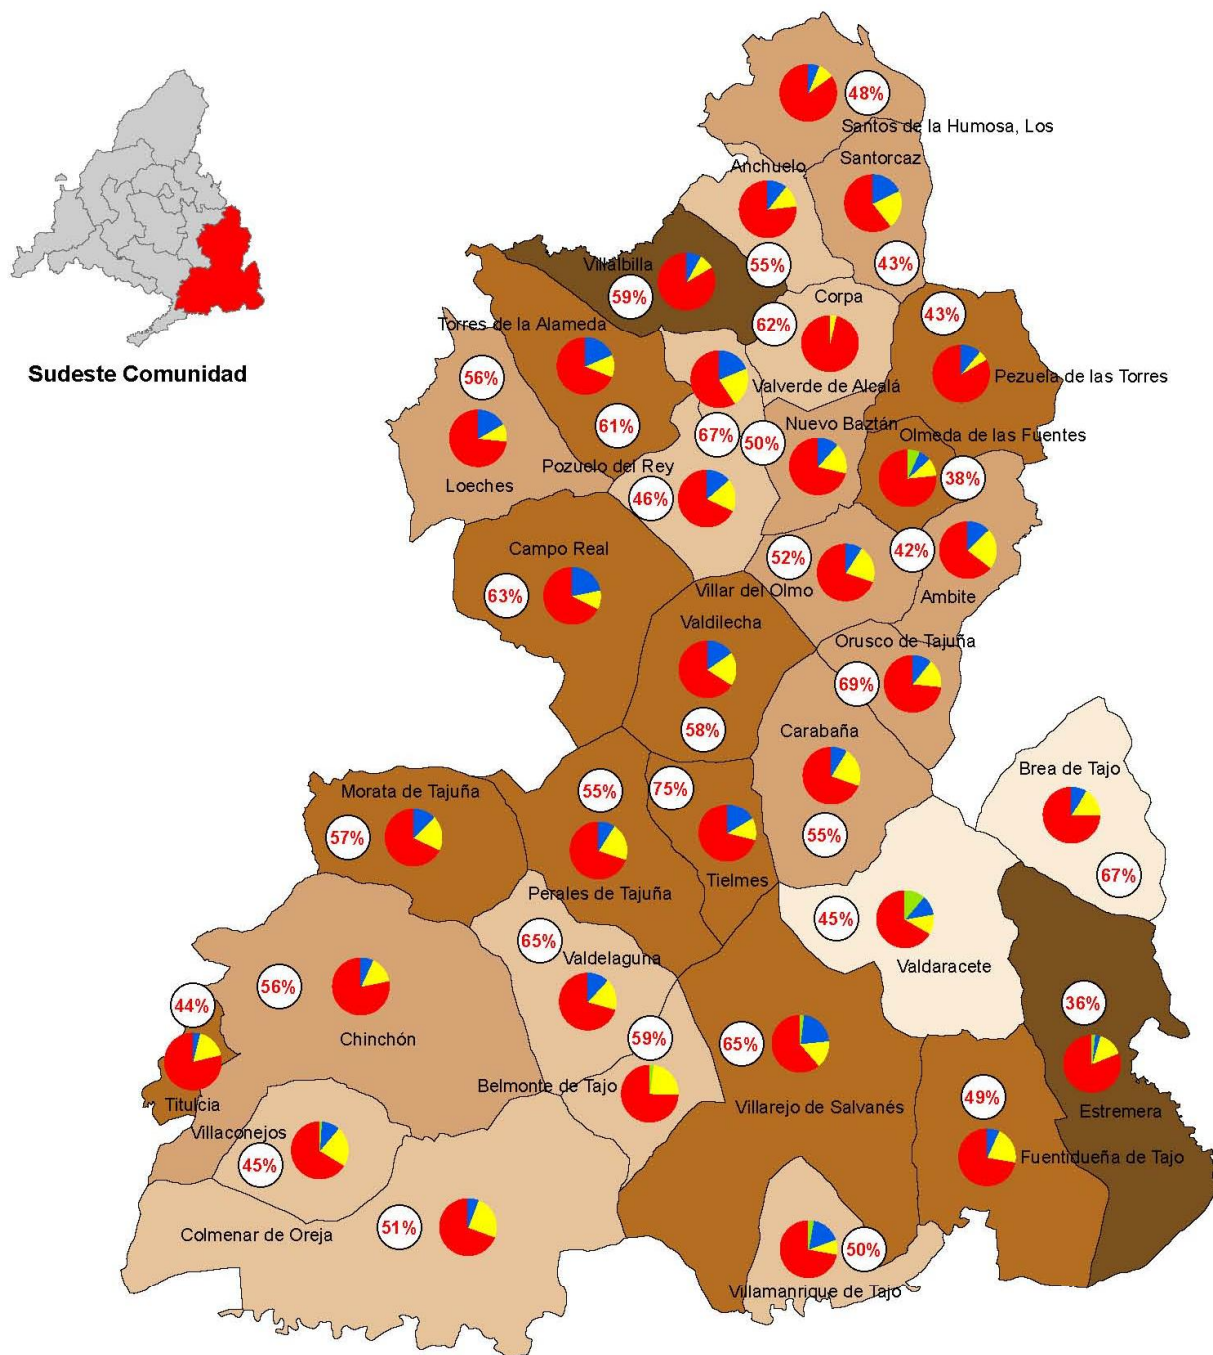 48%
Santos de la Humosa, Los
Anchuelo
Santorcaz
55%
43%
Villalbilla
59%
Corpa
62%
43%
Torres de la Alameda
56%
Valverde de Alcalá
Pezuela de las Torres
61%
67%
50%
Nuevo Baztán
Olmeda de las Fuentes
Loeches
Pozuelo del Rey
46%
38%
Sudeste Comunidad
Campo Real
63%
52%
42%
Villar del Olmo
Ambite
Valdilecha
58%
Orusco de Tajuña
69%
Carabaña
55%
Brea de Tajo
67%
Morata de Tajuña
57%
55%
75%
Perales de Tajuña
Tielmes
45%
Valdaracete
65%
Valdelaguna
56%
Chinchón
44%
Titulcia
59%
Belmonte de Tajo
65%
Villarejo de Salvanés
36%
Estremera
49%
Fuentidueña de Tajo
Villaconejos
45%
Colmenar de Oreja
51%
50%
Villamanrique de Tajo